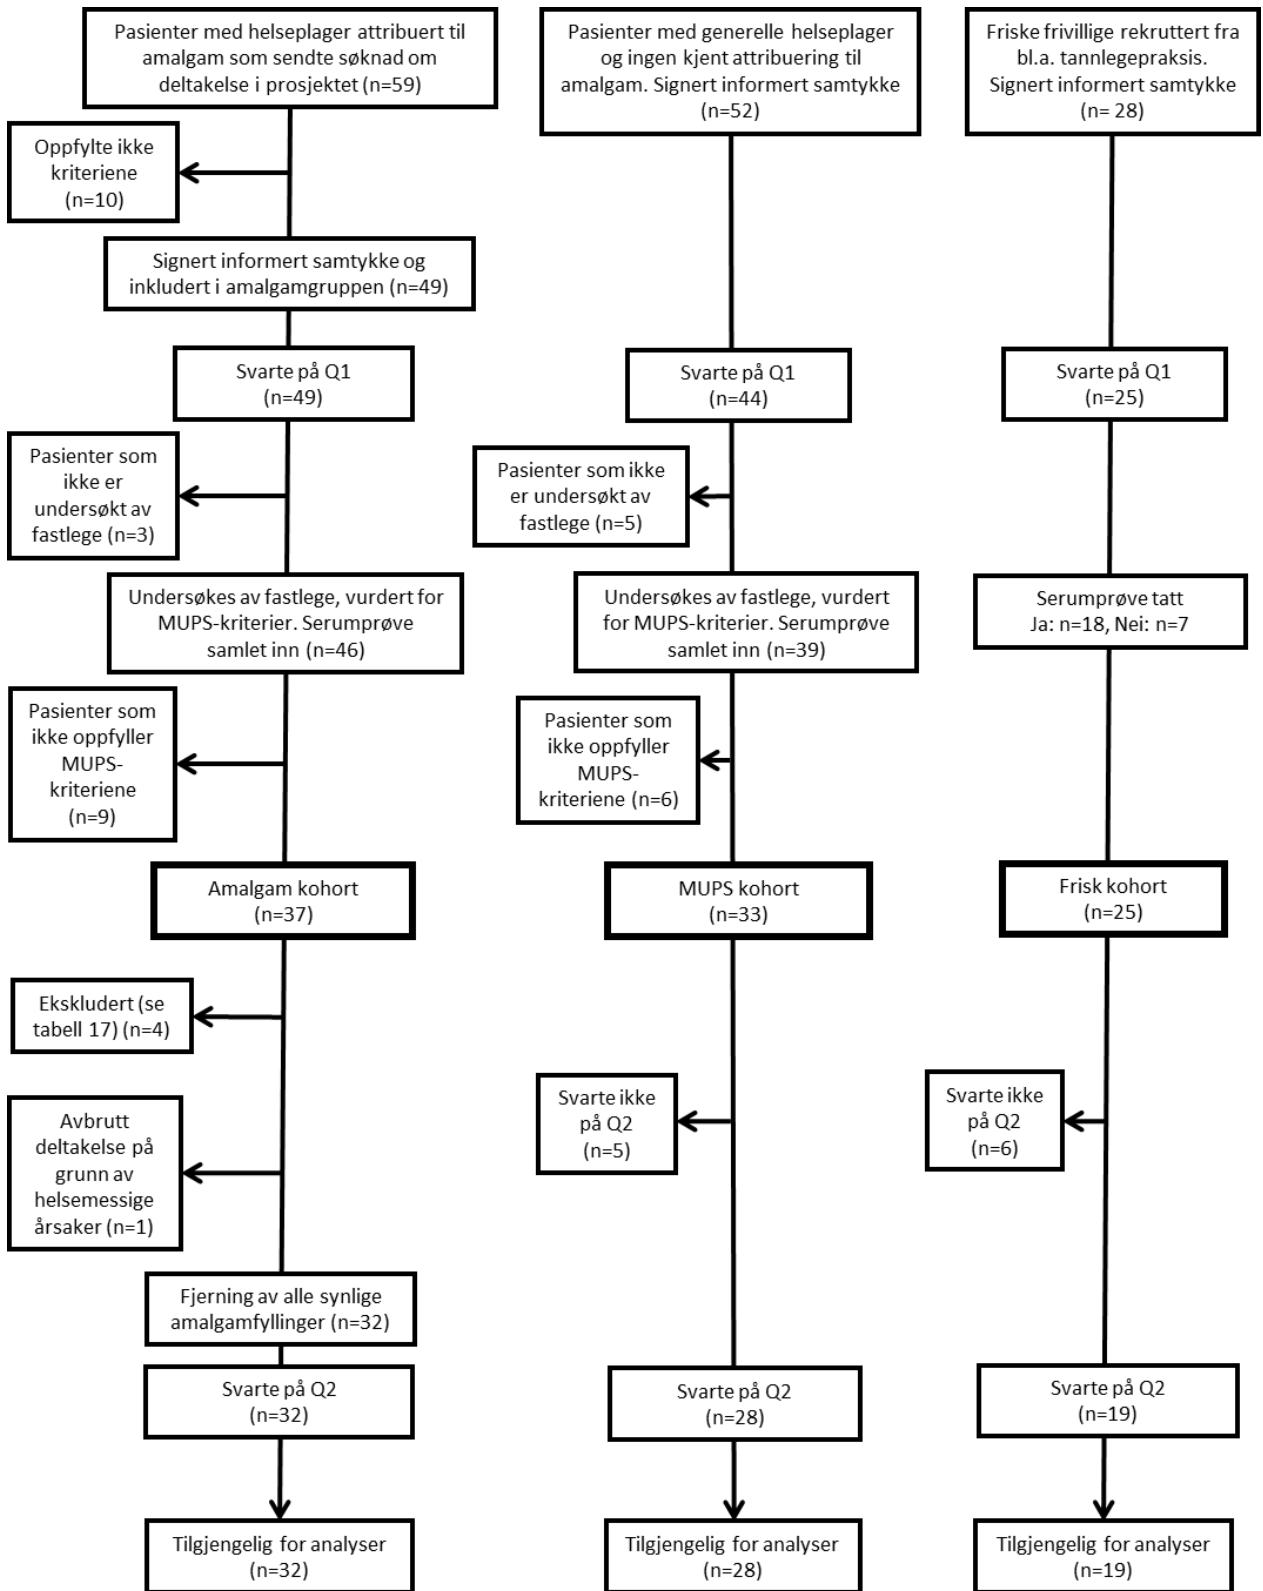 Pasienter med helseplager attribuert til
amalgam som sendte søknad om
deltakelse i prosjektet (n=59)
Oppfylte ikke
kriteriene
(n=10)
Signert informert samtykke og
inkludert i amalgamgruppen (n=49)
Svarte på Q1
(n=49)
Pasienter som
ikke er
undersøkt av
fastlege (n=3)
Undersøkes av fastlege, vurdert for
MUPS-kriterier. Serumprøve
samlet inn (n=46)
Pasienter som
ikke oppfyller
MUPS-
kriteriene
(n=9)
Amalgam kohort
(n=37)
Ekskludert (se
tabell 17) (n=4)
Avbrutt
deltakelse på
grunn av
helsemessige
årsaker (n=1)
Fjerning av alle synlige
amalgamfyllinger (n=32)
Svarte på Q2
(n=32)
Tilgjengelig for analyser
(n=32)
Pasienter med generelle helseplager
og ingen kjent attribuering til
amalgam. Signert informert samtykke
(n=52)
Svarte på Q1
(n=44)
Pasienter som ikke
er undersøkt av
fastlege (n=5)
Undersøkes av fastlege, vurdert
for MUPS-kriterier. Serumprøve
samlet inn (n=39)
Pasienter som
ikke oppfyller
MUPS-
kriteriene (n=6)
MUPS kohort
(n=33)
Svarte ikke
på Q2
(n=5)
Svarte på Q2
(n=28)
Tilgjengelig for analyser
(n=28)
Friske frivillige rekruttert fra
bl.a. tannlegepraksis.
Signert informert samtykke
(n= 28)
Svarte på Q1
(n=25)
Serumprøve tatt
Ja: n=18, Nei: n=7
Frisk kohort
(n=25)
Svarte ikke
på Q2
(n=6)
Svarte på Q2
(n=19)
Tilgjengelig for analyser
(n=19)